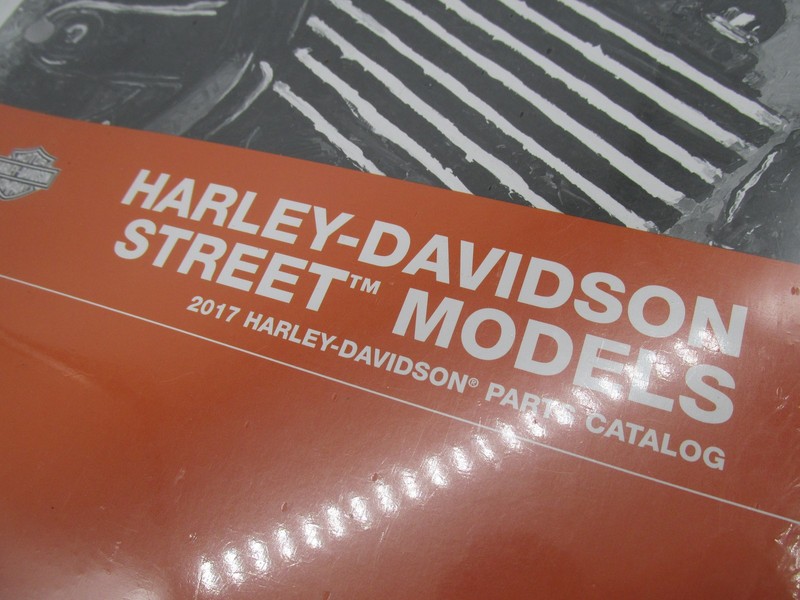 HARLEY-DAVIDSON
STREET™ MODELS
2017 HARLEY-DAVIDSON® PARTS CATALOG